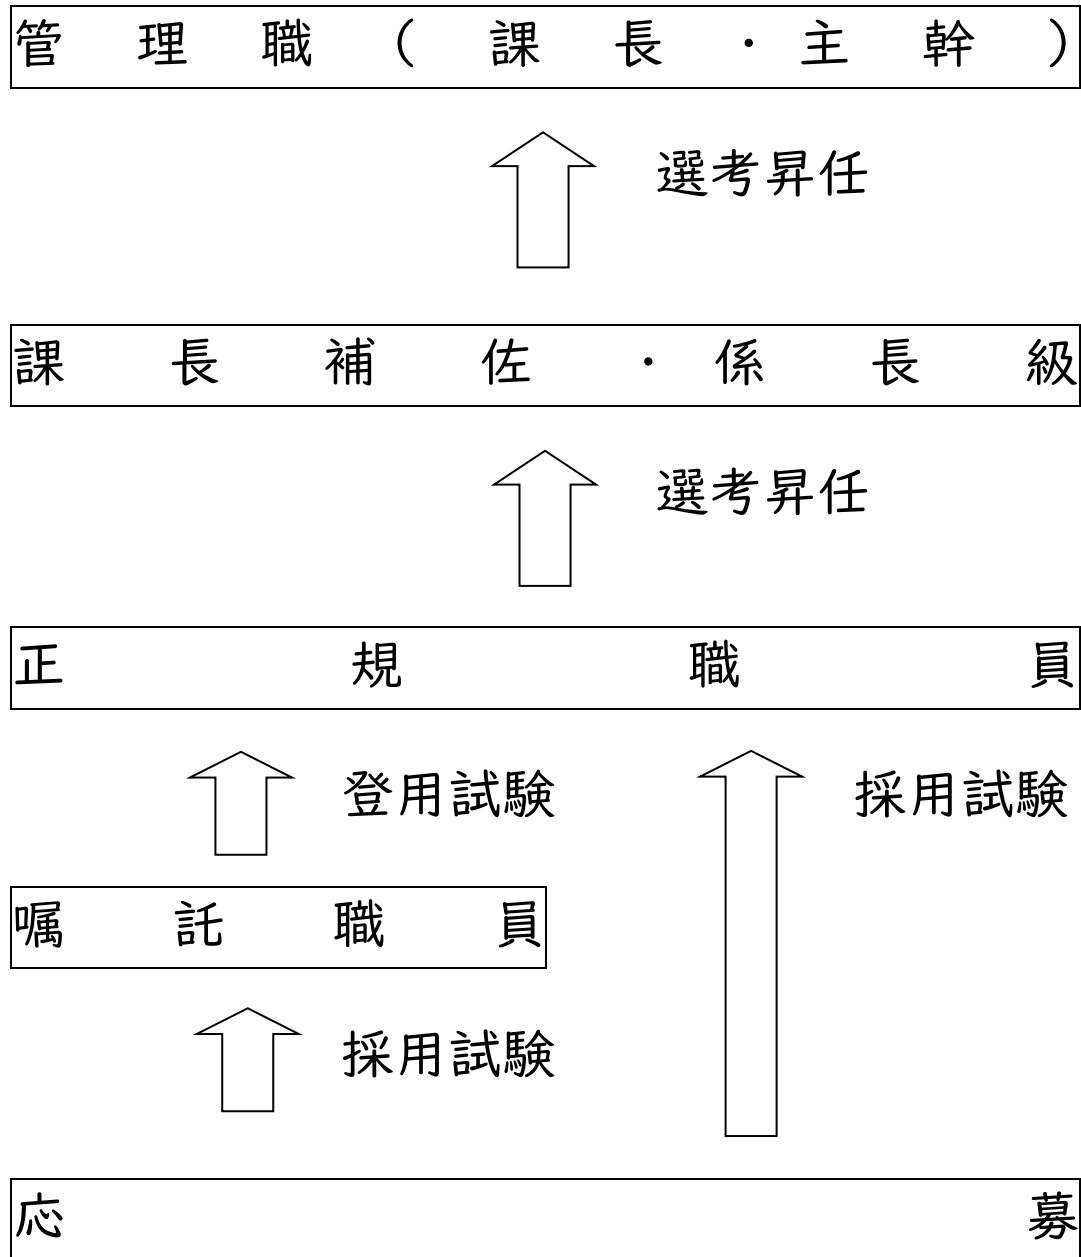 管理職（課長・主幹）
選考昇任
課長補佐・係長級
選考昇任
正規職員
登用試験
採用試験
嘱託職員
採用試験
応募